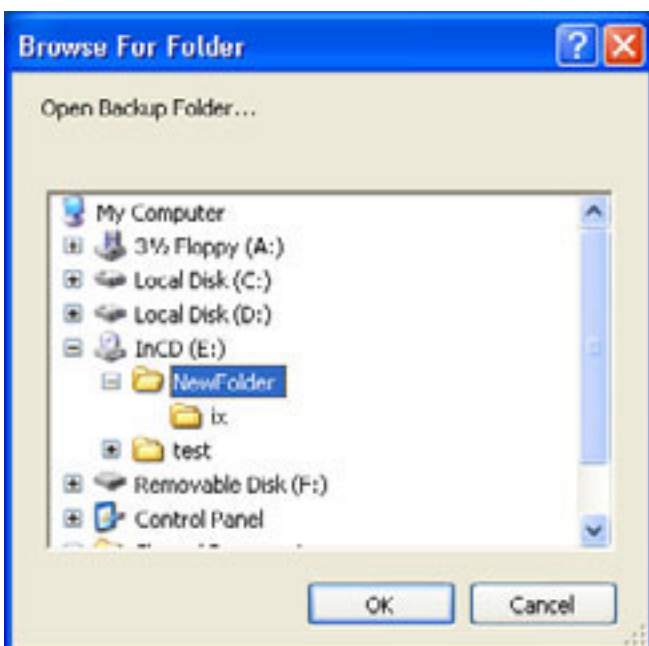 Browse For Folder
Open Backup Folder...
My Computer
3½ Floppy (A:)
Local Disk (C:)
Local Disk (D:)
InCD (E:)
NewFolder
ix
test
Removable Disk (F:)
Control Panel
OK Cancel